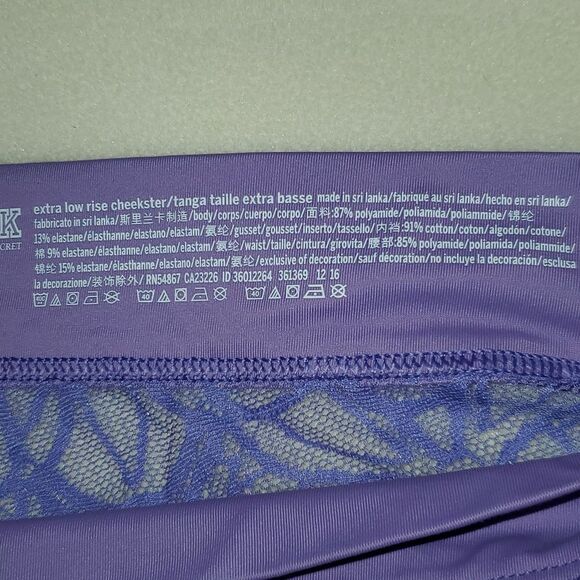 K
CRET
extra low rise cheekster/tanga taille extra basse made in sri lanka/fabriqué au sri lanka/hecho en sri lanka/
fabbricato in sri lanka/斯里兰卡制造/body/corps/cuerpo/corpo/面料:87% polyamide/poliamida/poliammide/锦纶
13% elastane/élasthanne/elastano/elastam/氨纶/gusset/gousset/inserto/tassello/内裆:91% cotton/coton/algodón/cotone/
棉 9% elastane/élasthanne/elastano/elastam/氨纶/waist/taille/cintura/girovita/腰部:85% polyamide/poliamida/poliammide/
锦纶 15% elastane/élasthanne/elastano/elastam/氨纶/exclusive of decoration/sauf décoration/no incluye la decoración/esclusa
la decorazione/装饰除外/RN54867 CA23226 ID 36012264 361369 12 16
40 40